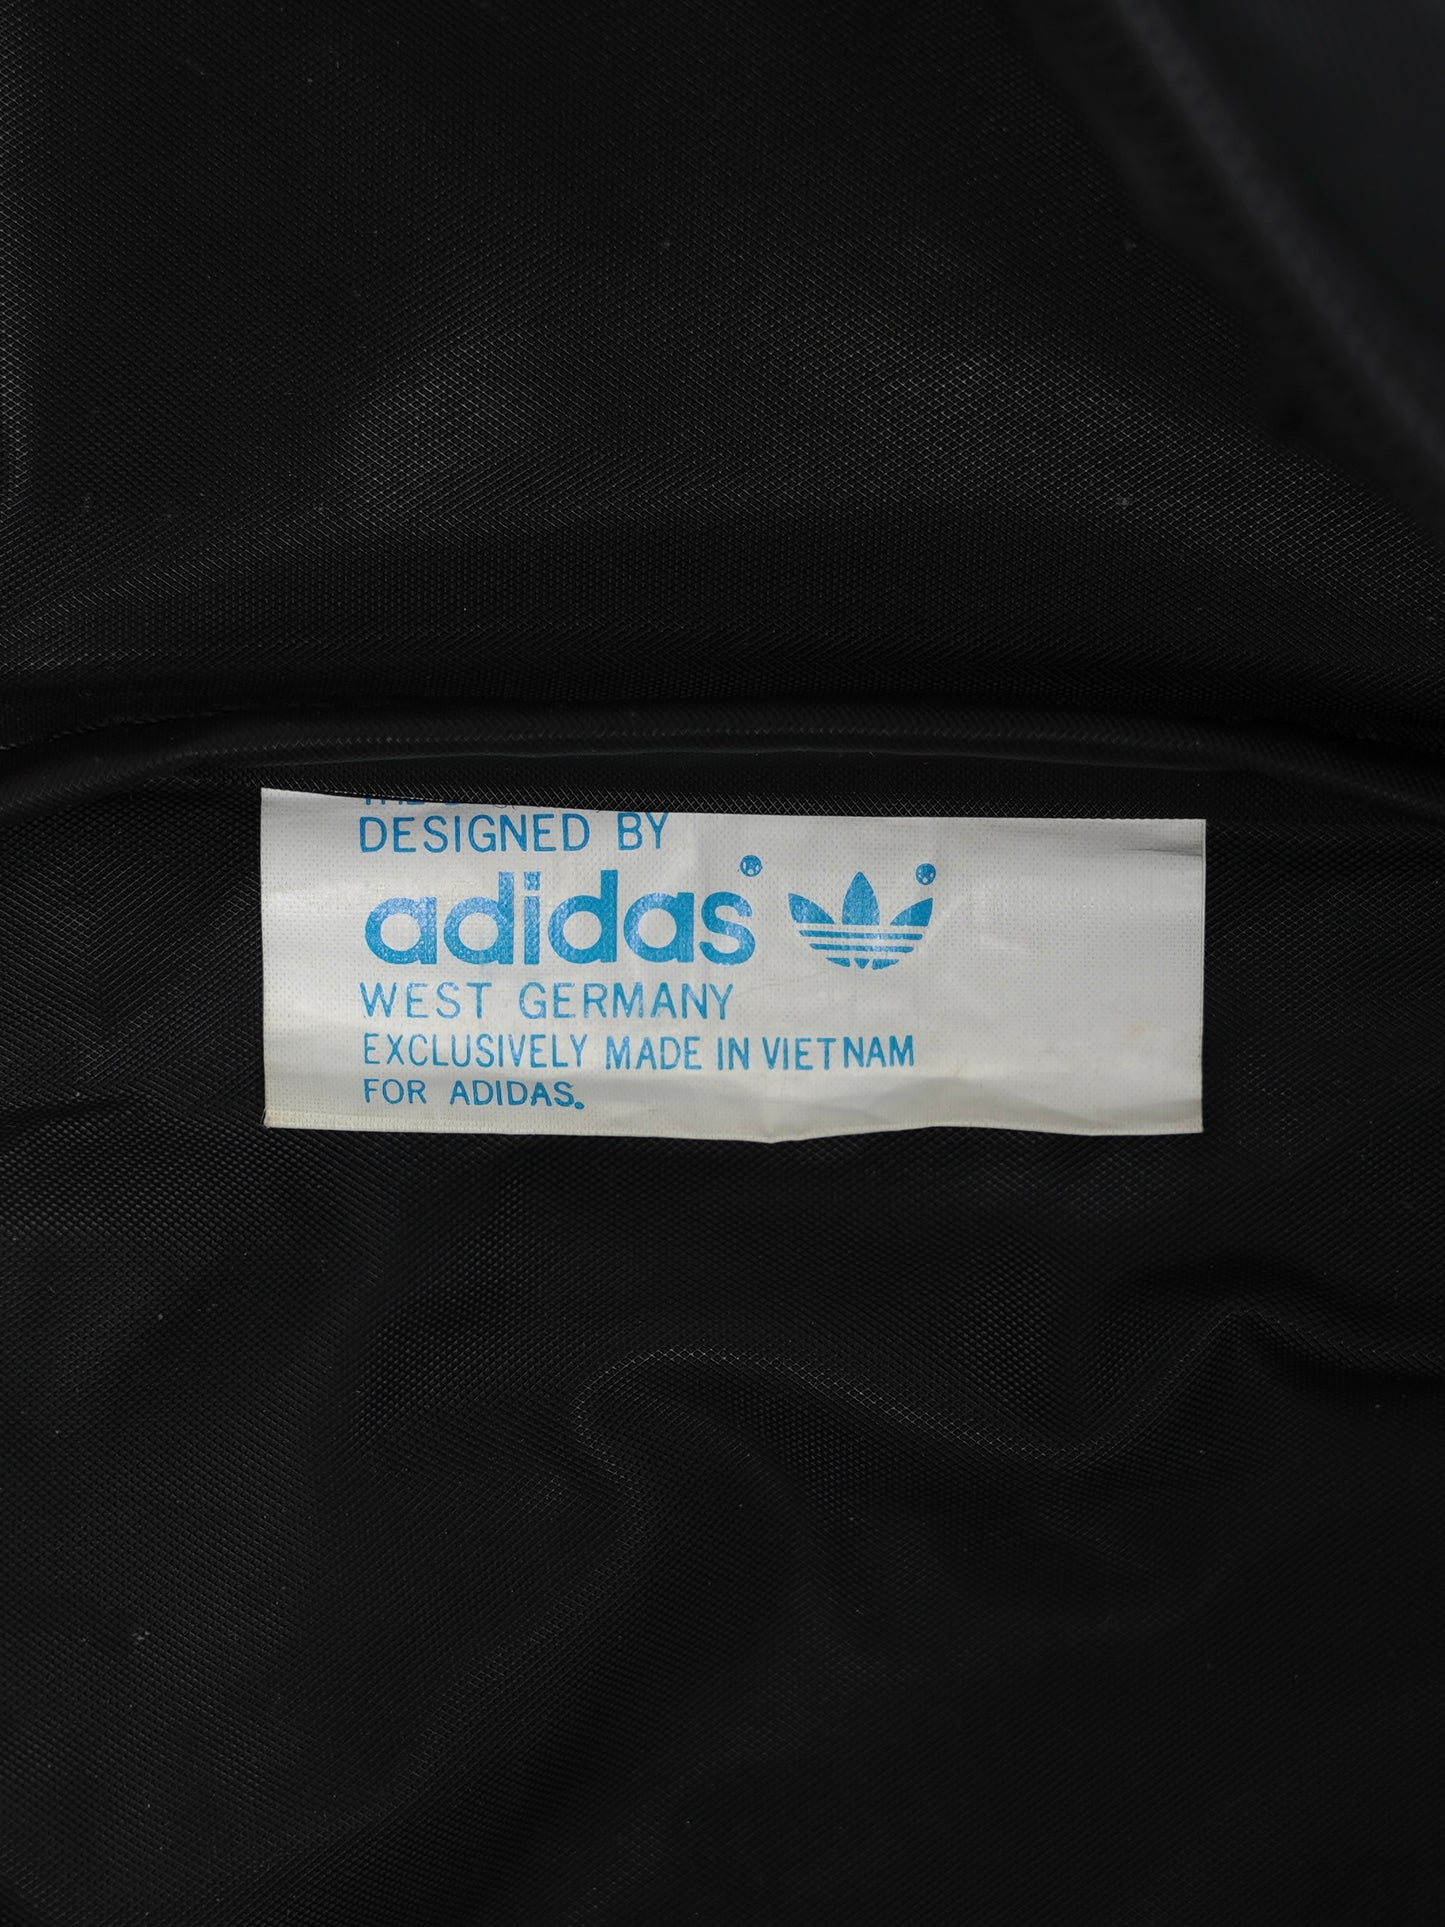 DESIGNED BY
adidas
WEST GERMANY
EXCLUSIVELY MADE IN VIETNAM
FOR ADIDAS.